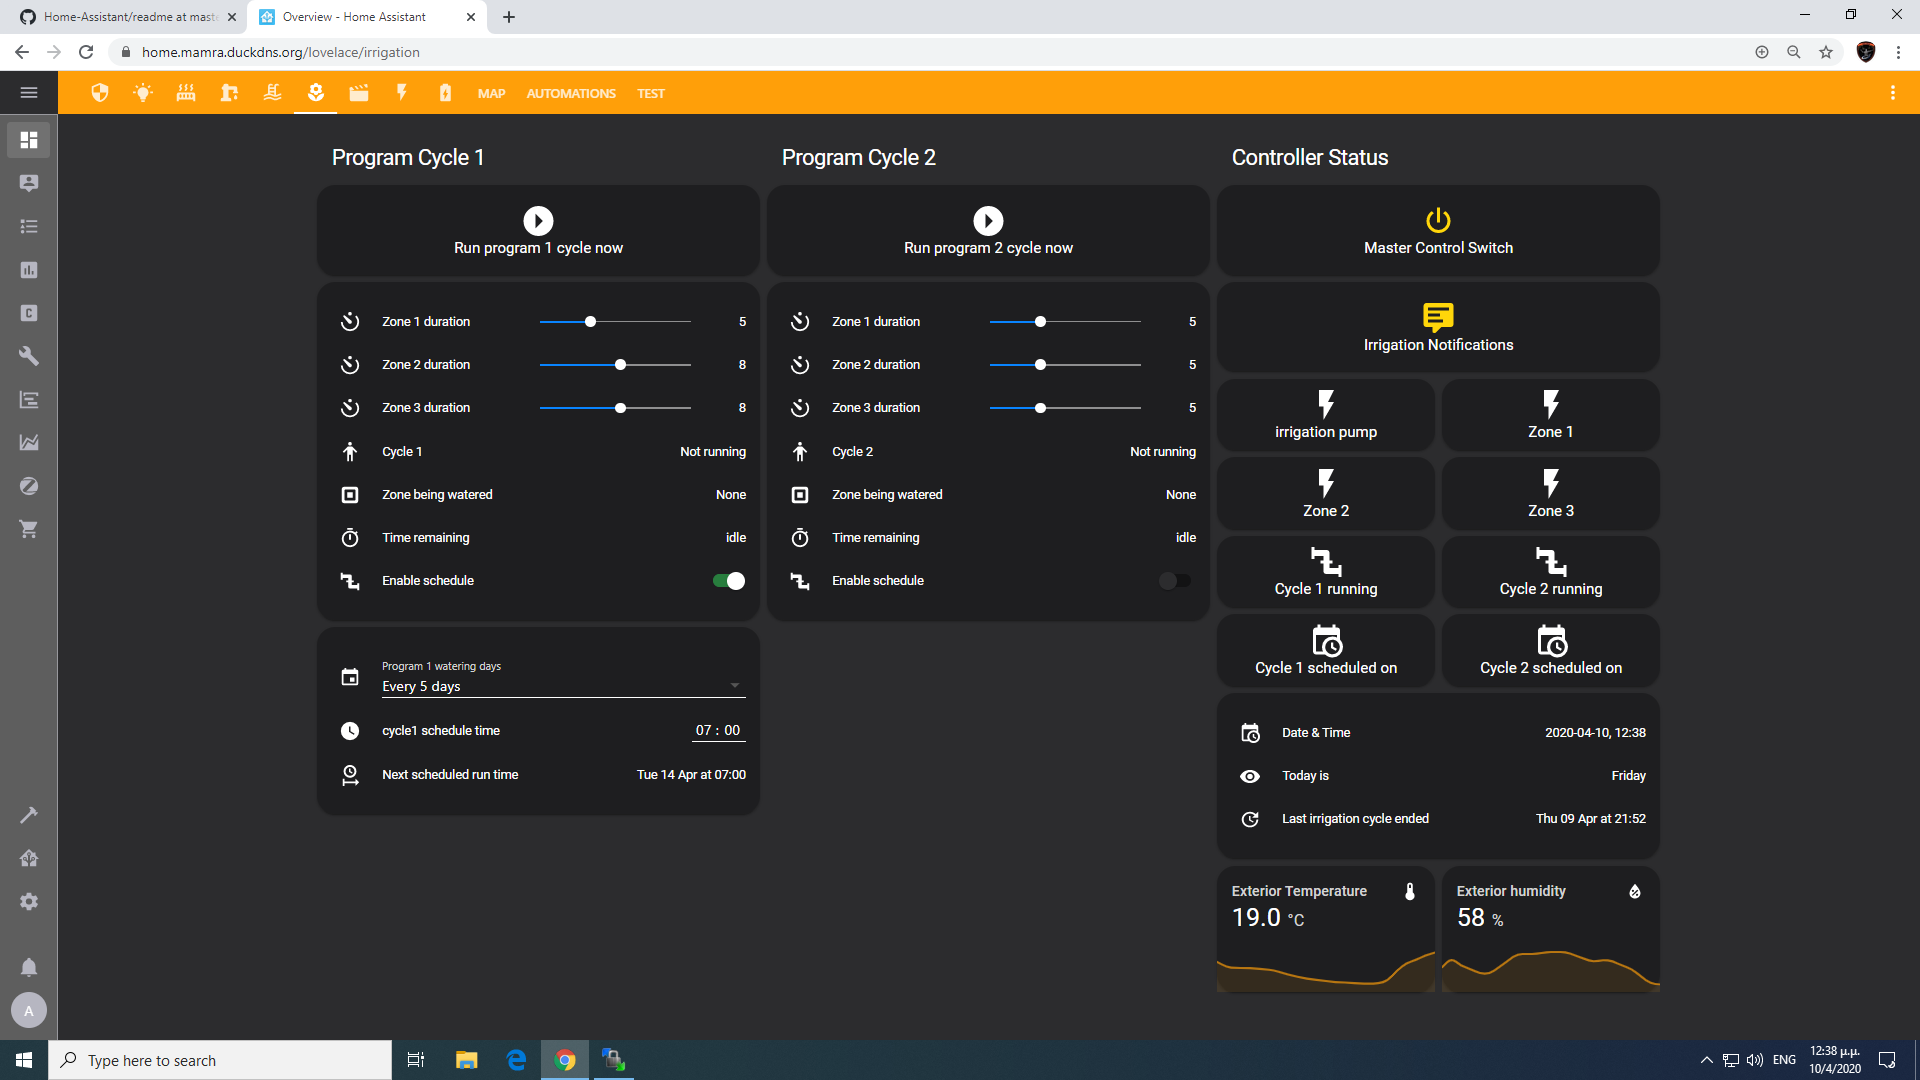 Home-Assistant/readme at mast
Overview - Home Assistant
home.mamra.duckdns.org/lovelace/irrigation
MAP
AUTOMATIONS
TEST
Program Cycle 1
Run program 1 cycle now
Zone 1 duration
5
Zone 2 duration
8
Zone 3 duration
8
Cycle 1
Not running
Zone being watered
None
Time remaining
idle
Enable schedule
Program 1 watering days
Every 5 days
cycle1 schedule time
07 : 00
Next scheduled run time
Tue 14 Apr at 07:00
Program Cycle 2
Run program 2 cycle now
Zone 1 duration
5
Zone 2 duration
5
Zone 3 duration
5
Cycle 2
Not running
Zone being watered
None
Time remaining
idle
Enable schedule
Controller Status
Master Control Switch
Irrigation Notifications
irrigation pump
Zone 1
Zone 2
Zone 3
Cycle 1 running
Cycle 2 running
Cycle 1 scheduled on
Cycle 2 scheduled on
Date & Time
2020-04-10, 12:38
Today is
Friday
Last irrigation cycle ended
Thu 09 Apr at 21:52
Exterior Temperature
19.0 °C
Exterior humidity
58 %
C
A
Type here to search
ENG
12:38 μ.μ.
10/4/2020